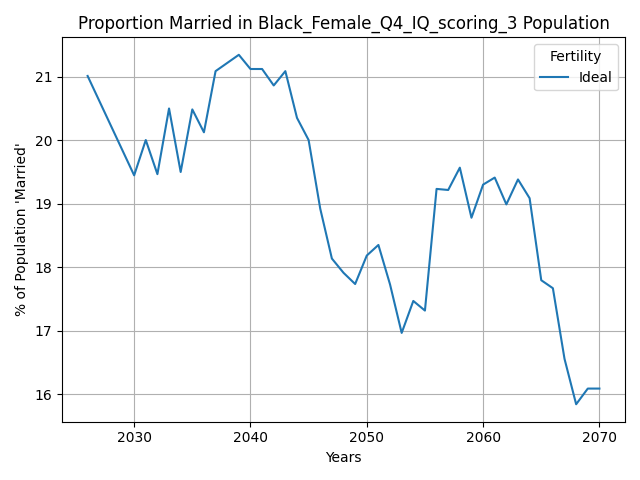 Proportion Married in Black_Female_Q4_IQ_scoring_3 Population
Fertility
Ideal
% of Population 'Married'
21
20
19
18
17
16
2030 2040 2050 2060 2070
Years